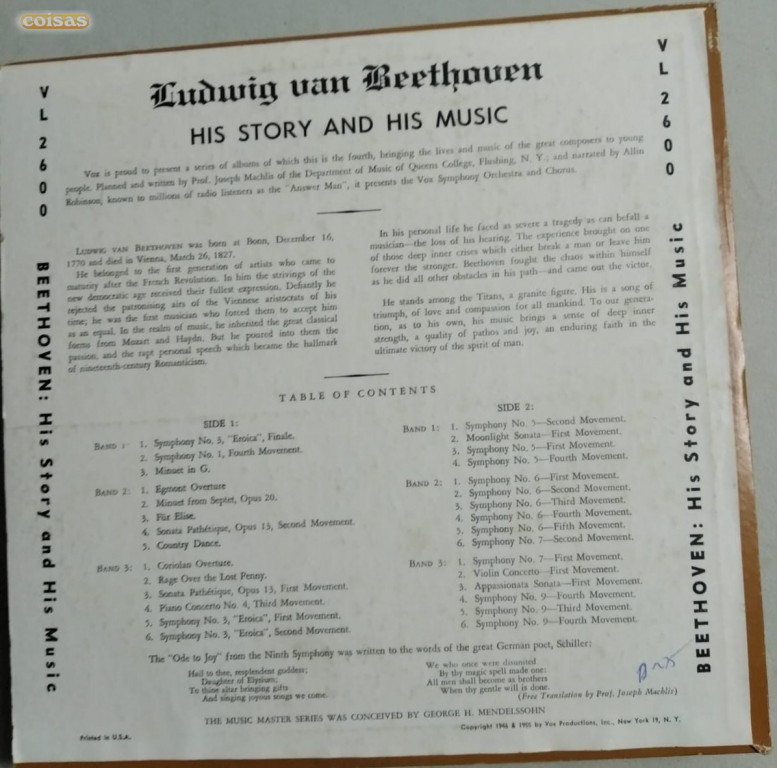 coisas
VL 2600
BEETHOVEN: His Story and His Music
Ludwig van Beethoven
HIS STORY AND HIS MUSIC
Vox is proud to present a series of albums of which this is the fourth, bringing the lives and music of the great composers to young
people. Planned and written by Prof. Joseph Machlis of the Department of Music of Queens College, Flushing, N. Y.; and narrated by Allin
Robinson, known to millions of radio listeners as the "Answer Man", it presents the Vox Symphony Orchestra and Chorus.
LUDWIG VAN BEETHOVEN was born at Bonn, December 16,
1770 and died in Vienna, March 26, 1827.
He belonged to the first generation of artists who came to
maturity after the French Revolution. In him the strivings of the
new democratic age received their fullest expression. Defiantly he
rejected the patronising airs of the Viennese aristocrats of his
time; he was the first musician who forced them to accept him
as an equal. In the realm of music, he inherited the great classical
forms from Mozart and Haydn. But he poured into them the
passion, and the rapt personal speech which became the hallmark
of nineteenth-century Romanticism.
In his personal life he faced as severe a tragedy as can befall a
musician—the loss of his hearing. The experience brought on one
of those deep inner crises which either break a man or leave him
forever the stronger. Beethoven fought the chaos within himself
as he did all other obstacles in his path—and came out the victor.
He stands among the Titans, a granite figure. His is a song of
triumph, of love and compassion for all mankind. To our genera-
tion, as to his own, his music brings a sense of deep inner
strength, a quality of pathos and joy, an enduring faith in the
ultimate victory of the spirit of man.
TABLE OF CONTENTS
SIDE 1:
BAND 1: 1. Symphony No. 3, "Eroica", Finale.
2. Symphony No. 1, Fourth Movement.
3. Minuet in G.
BAND 2: 1. Egmont Overture
2. Minuet from Septet, Opus 20.
3. Für Elise.
4. Sonata Pathétique, Opus 13, Second Movement.
5. Country Dance.
BAND 3: 1. Coriolan Overture.
2. Rage Over the Lost Penny.
3. Sonata Pathétique, Opus 13, First Movement.
4. Piano Concerto No. 4, Third Movement.
5. Symphony No. 3, "Eroica", First Movement.
6. Symphony No. 3, "Eroica", Second Movement.
SIDE 2:
BAND 1: 1. Symphony No. 5—Second Movement.
2. Moonlight Sonata—First Movement.
3. Symphony No. 5—First Movement.
4. Symphony No. 5—Fourth Movement.
BAND 2: 1. Symphony No. 6—First Movement.
2. Symphony No. 6—Second Movement.
3. Symphony No. 6—Third Movement.
4. Symphony No. 6—Fourth Movement.
5. Symphony No. 6—Fifth Movement.
6. Symphony No. 7—Second Movement.
BAND 3: 1. Symphony No. 7—First Movement.
2. Violin Concerto—First Movement.
3. Appassionata Sonata—First Movement.
4. Symphony No. 9—Fourth Movement.
5. Symphony No. 9—Third Movement.
6. Symphony No. 9—Fourth Movement.
The "Ode to Joy" from the Ninth Symphony was written to the words of the great German poet, Schiller:
Hail to thee, resplendent goddess;
Daughter of Elysium;
To thine altar bringing gifts
And singing joyous songs we come.
We who once were disunited
By thy magic spell made one:
All men shall become as brothers
When thy gentle will is done.
(Free Translation by Prof. Joseph Machlis)
THE MUSIC MASTER SERIES WAS CONCEIVED BY GEORGE H. MENDELSSOHN
Printed in U.S.A.
Copyright 1946 & 1955 by Vox Productions, Inc., New York 19, N. Y.
VL 2600
BEETHOVEN: His Story and His Music